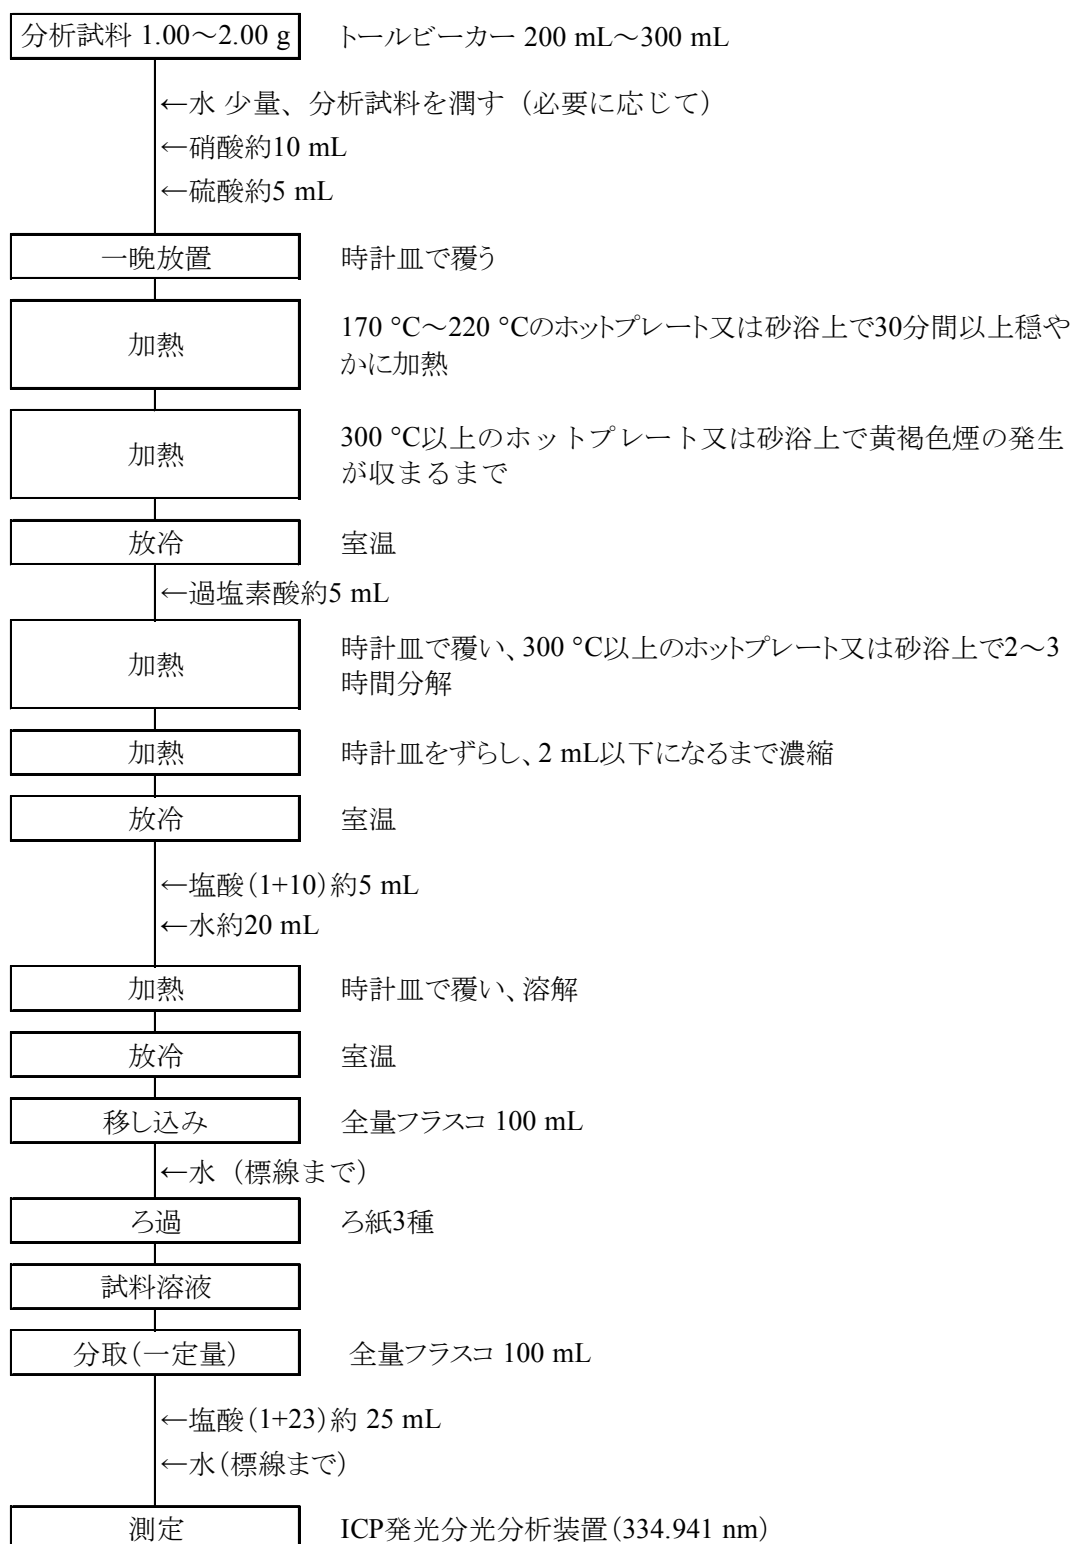 分析試料 1.00～2.00 g トールビーカー 200 mL～300 mL
←水 少量、分析試料を潤す（必要に応じて）
←硝酸約10 mL
←硫酸約5 mL
一晩放置 時計皿で覆う
加熱 170 °C～220 °Cのホットプレート又は砂浴上で30分間以上穏や
かに加熱
加熱 300 °C以上のホットプレート又は砂浴上で黄褐色煙の発生
が収まるまで
放冷 室温
←過塩素酸約5 mL
加熱 時計皿で覆い、300 °C以上のホットプレート又は砂浴上で2～3
時間分解
加熱 時計皿をずらし、2 mL以下になるまで濃縮
放冷 室温
←塩酸（1+10）約5 mL
←水約20 mL
加熱 時計皿で覆い、溶解
放冷 室温
移し込み 全量フラスコ 100 mL
←水（標線まで）
ろ過 ろ紙3種
試料溶液
分取（一定量） 全量フラスコ 100 mL
←塩酸（1+23）約 25 mL
←水（標線まで）
測定 ICP発光分光分析装置（334.941 nm）